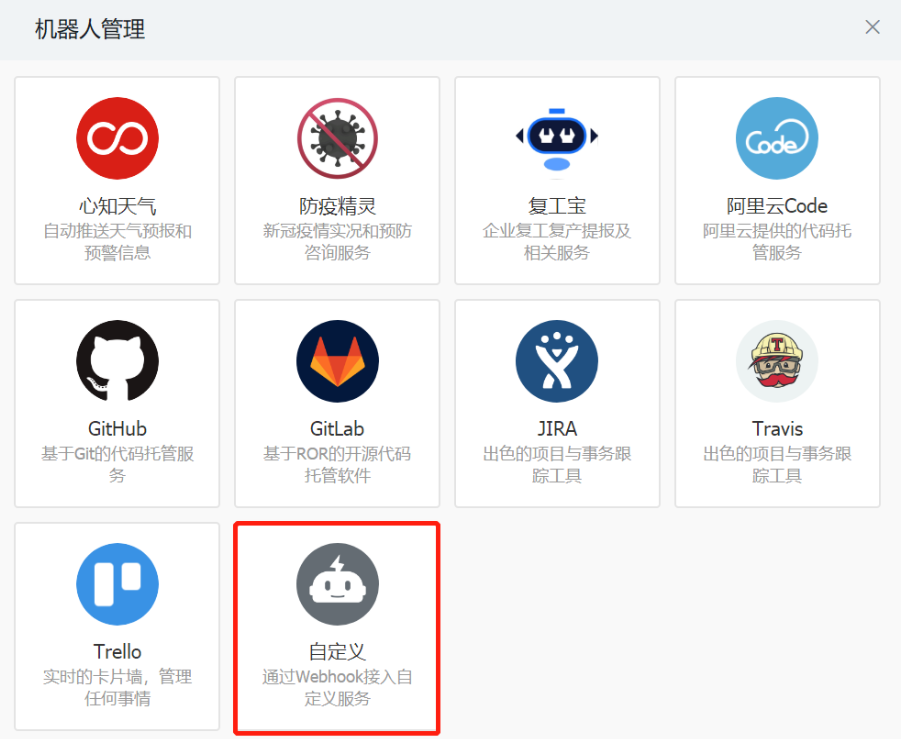 机器人管理
心知天气
自动推送天气预报和
预警信息
防疫精灵
新冠疫情实况和预防
咨询服务
复工宝
企业复工复产提报及
相关服务
Code
阿里云Code
阿里云提供的代码托
管服务
GitHub
基于Git的代码托管服
务
GitLab
基于ROR的开源代码
托管软件
JIRA
出色的项目与事务跟
踪工具
T
Travis
出色的项目与事务跟
踪工具
Trello
实时的卡片墙，管理
任何事情
自定义
通过Webhook接入自
定义服务